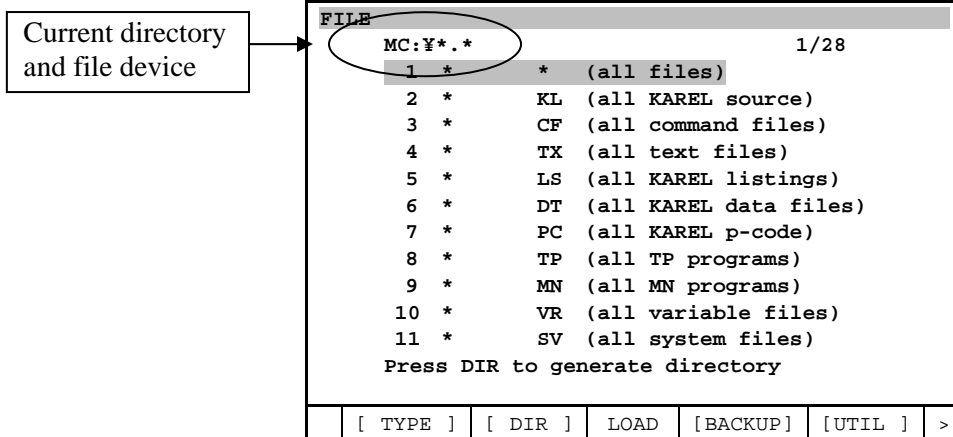 Current directory
and file device
FILE
MC:¥*.* 1/28
1 * * (all files)
2 * KL (all KAREL source)
3 * CF (all command files)
4 * TX (all text files)
5 * LS (all KAREL listings)
6 * DT (all KAREL data files)
7 * PC (all KAREL p-code)
8 * TP (all TP programs)
9 * MN (all MN programs)
10 * VR (all variable files)
11 * SV (all system files)
Press DIR to generate directory
[ TYPE ] [ DIR ] LOAD [BACKUP] [UTIL ] >